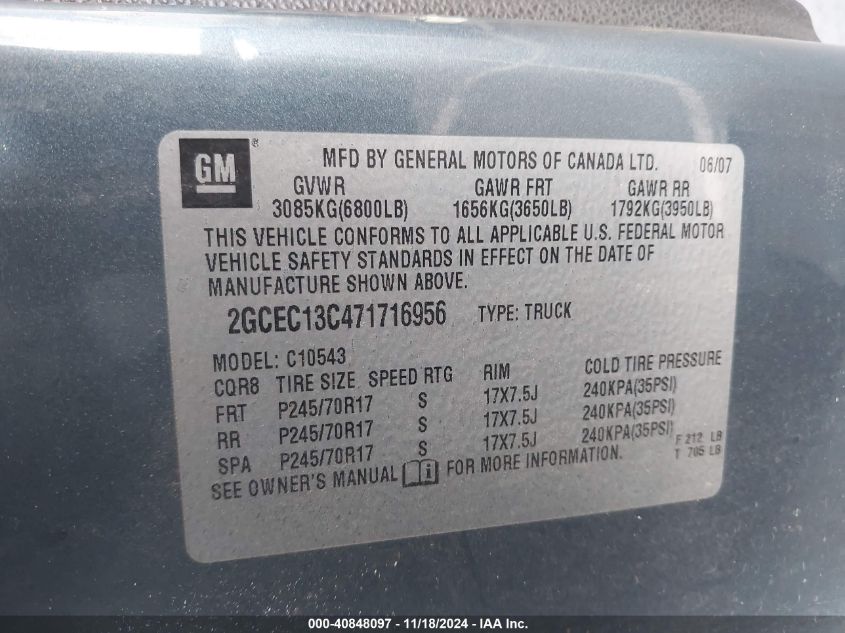 GM ® MFD BY GENERAL MOTORS OF CANADA LTD. 06/07
GVWR GAWR FRT GAWR RR
3085KG(6800LB) 1656KG(3650LB) 1792KG(3950LB)
THIS VEHICLE CONFORMS TO ALL APPLICABLE U.S. FEDERAL MOTOR
VEHICLE SAFETY STANDARDS IN EFFECT ON THE DATE OF
MANUFACTURE SHOWN ABOVE.
2GCEC13C471716956 TYPE: TRUCK
MODEL: C10543
CQR8 TIRE SIZE SPEED RTG RIM COLD TIRE PRESSURE
FRT P245/70R17 S 17X7.5J 240KPA(35PSI)
RR P245/70R17 S 17X7.5J 240KPA(35PSI)
SPA P245/70R17 S 17X7.5J 240KPA(35PSI)
F 212 LB
T 705 LB
SEE OWNER'S MANUAL i FOR MORE INFORMATION.
000-40848097 - 11/18/2024 - IAA Inc.